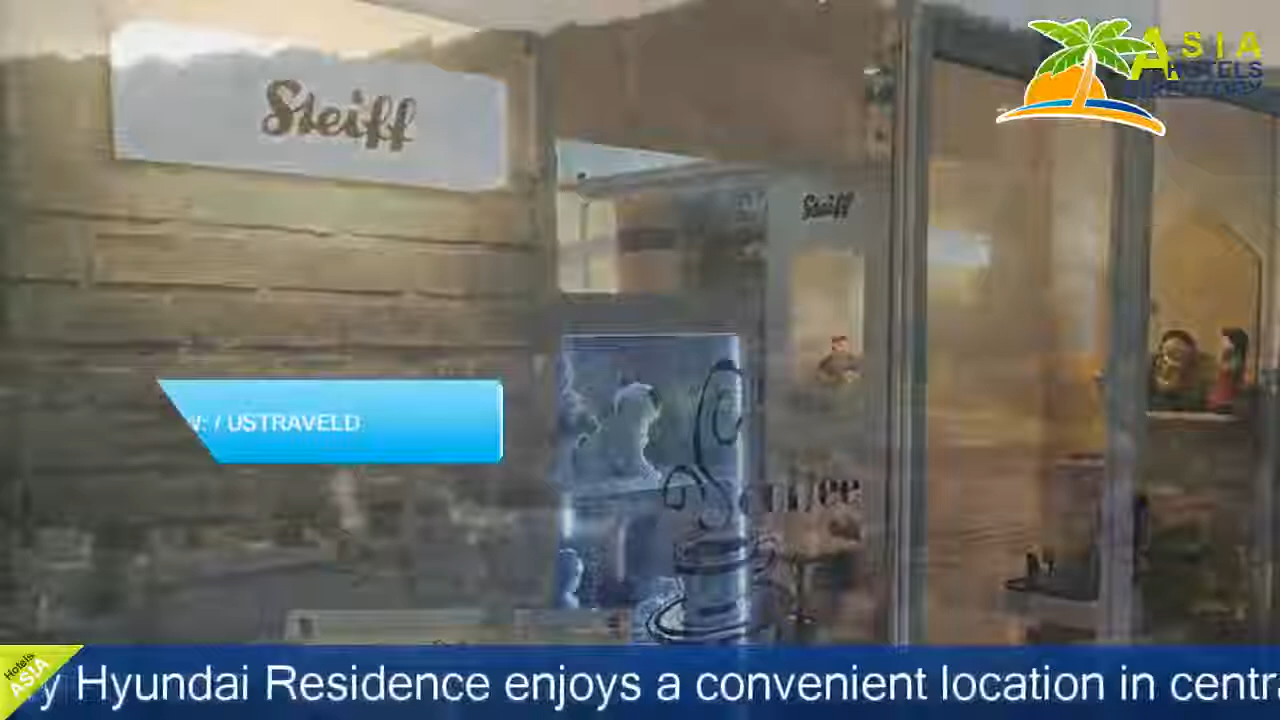 ASIA
HOTELS
DIRECTORY
Steiff
Steiff
: / USTRAVELD
Hotels
ASIA
y Hyundai Residence enjoys a convenient location in centr